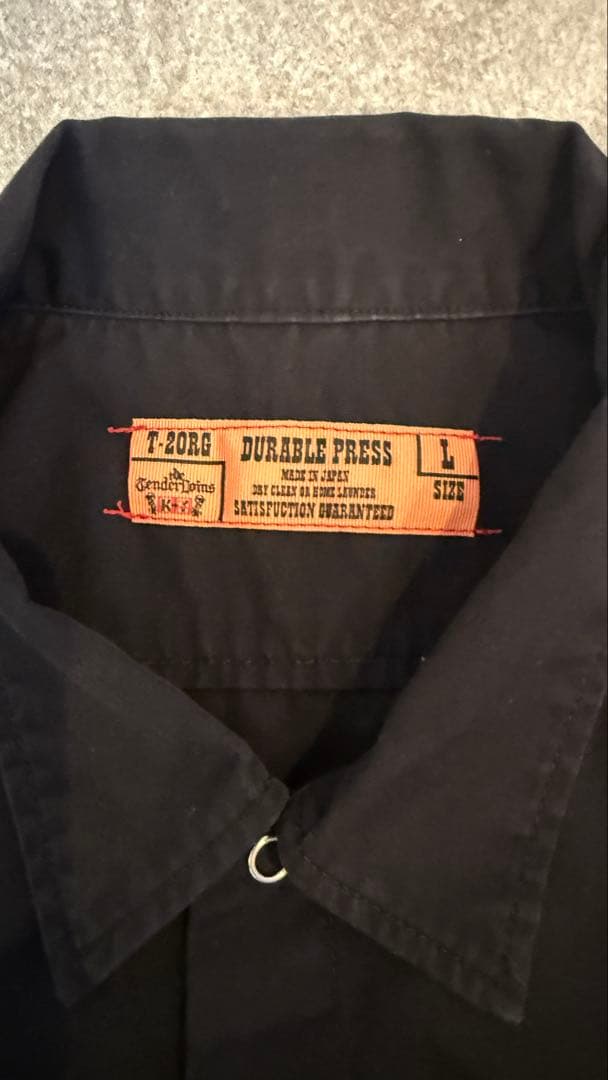 T-20RG
the
TenderLoins
DURABLE PRESS
MADE IN JAPAN
DRY CLEAN OR HOME LAUNDER
SATISFUCTION GUARANTEED
L
SIZE